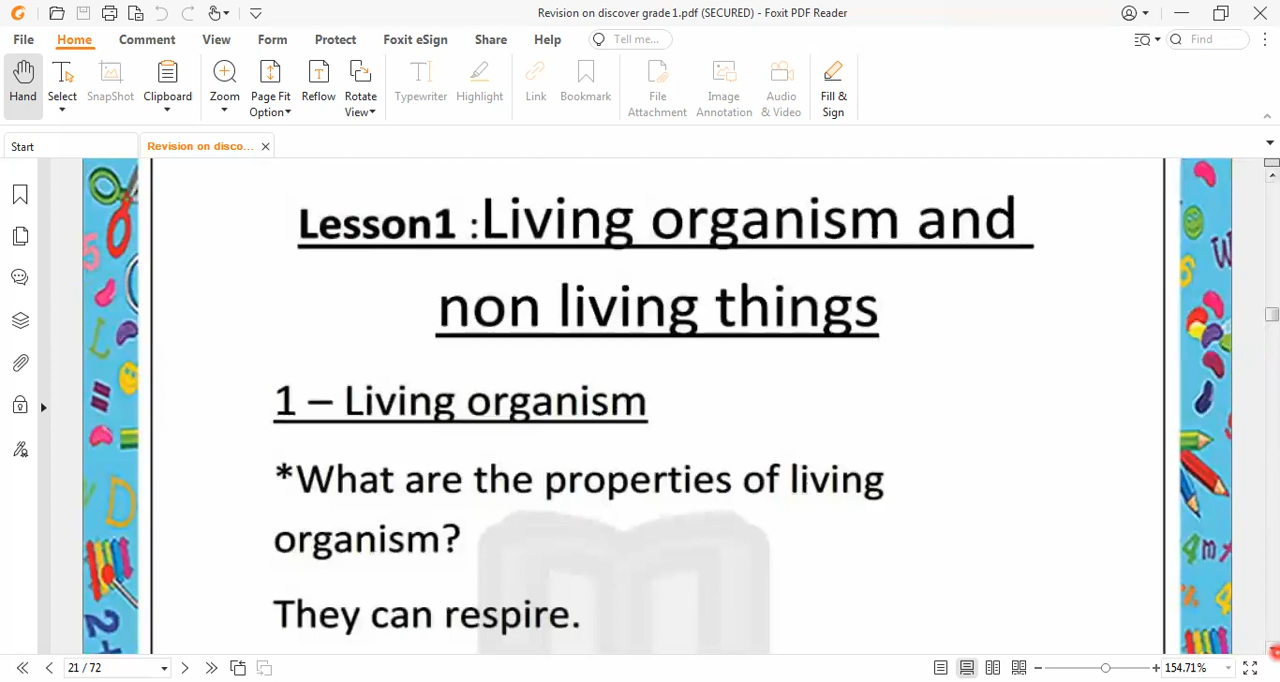 Revision on discover grade1.pdf (SECURED) - Foxit PDF Reader
File Home Comment View Form Protect Foxit eSign Share Help Tell me... Find
Hand Select SnapShot Clipboard Zoom Page Fit Option Reflow Rotate View Typewriter Highlight Link Bookmark File Attachment Image Annotation Audio & Video Fill & Sign
Start Revision on disco...
Lesson1 :Living organism and
non living things
1 – Living organism
*What are the properties of living
organism?
They can respire.
21 / 72 154.71%